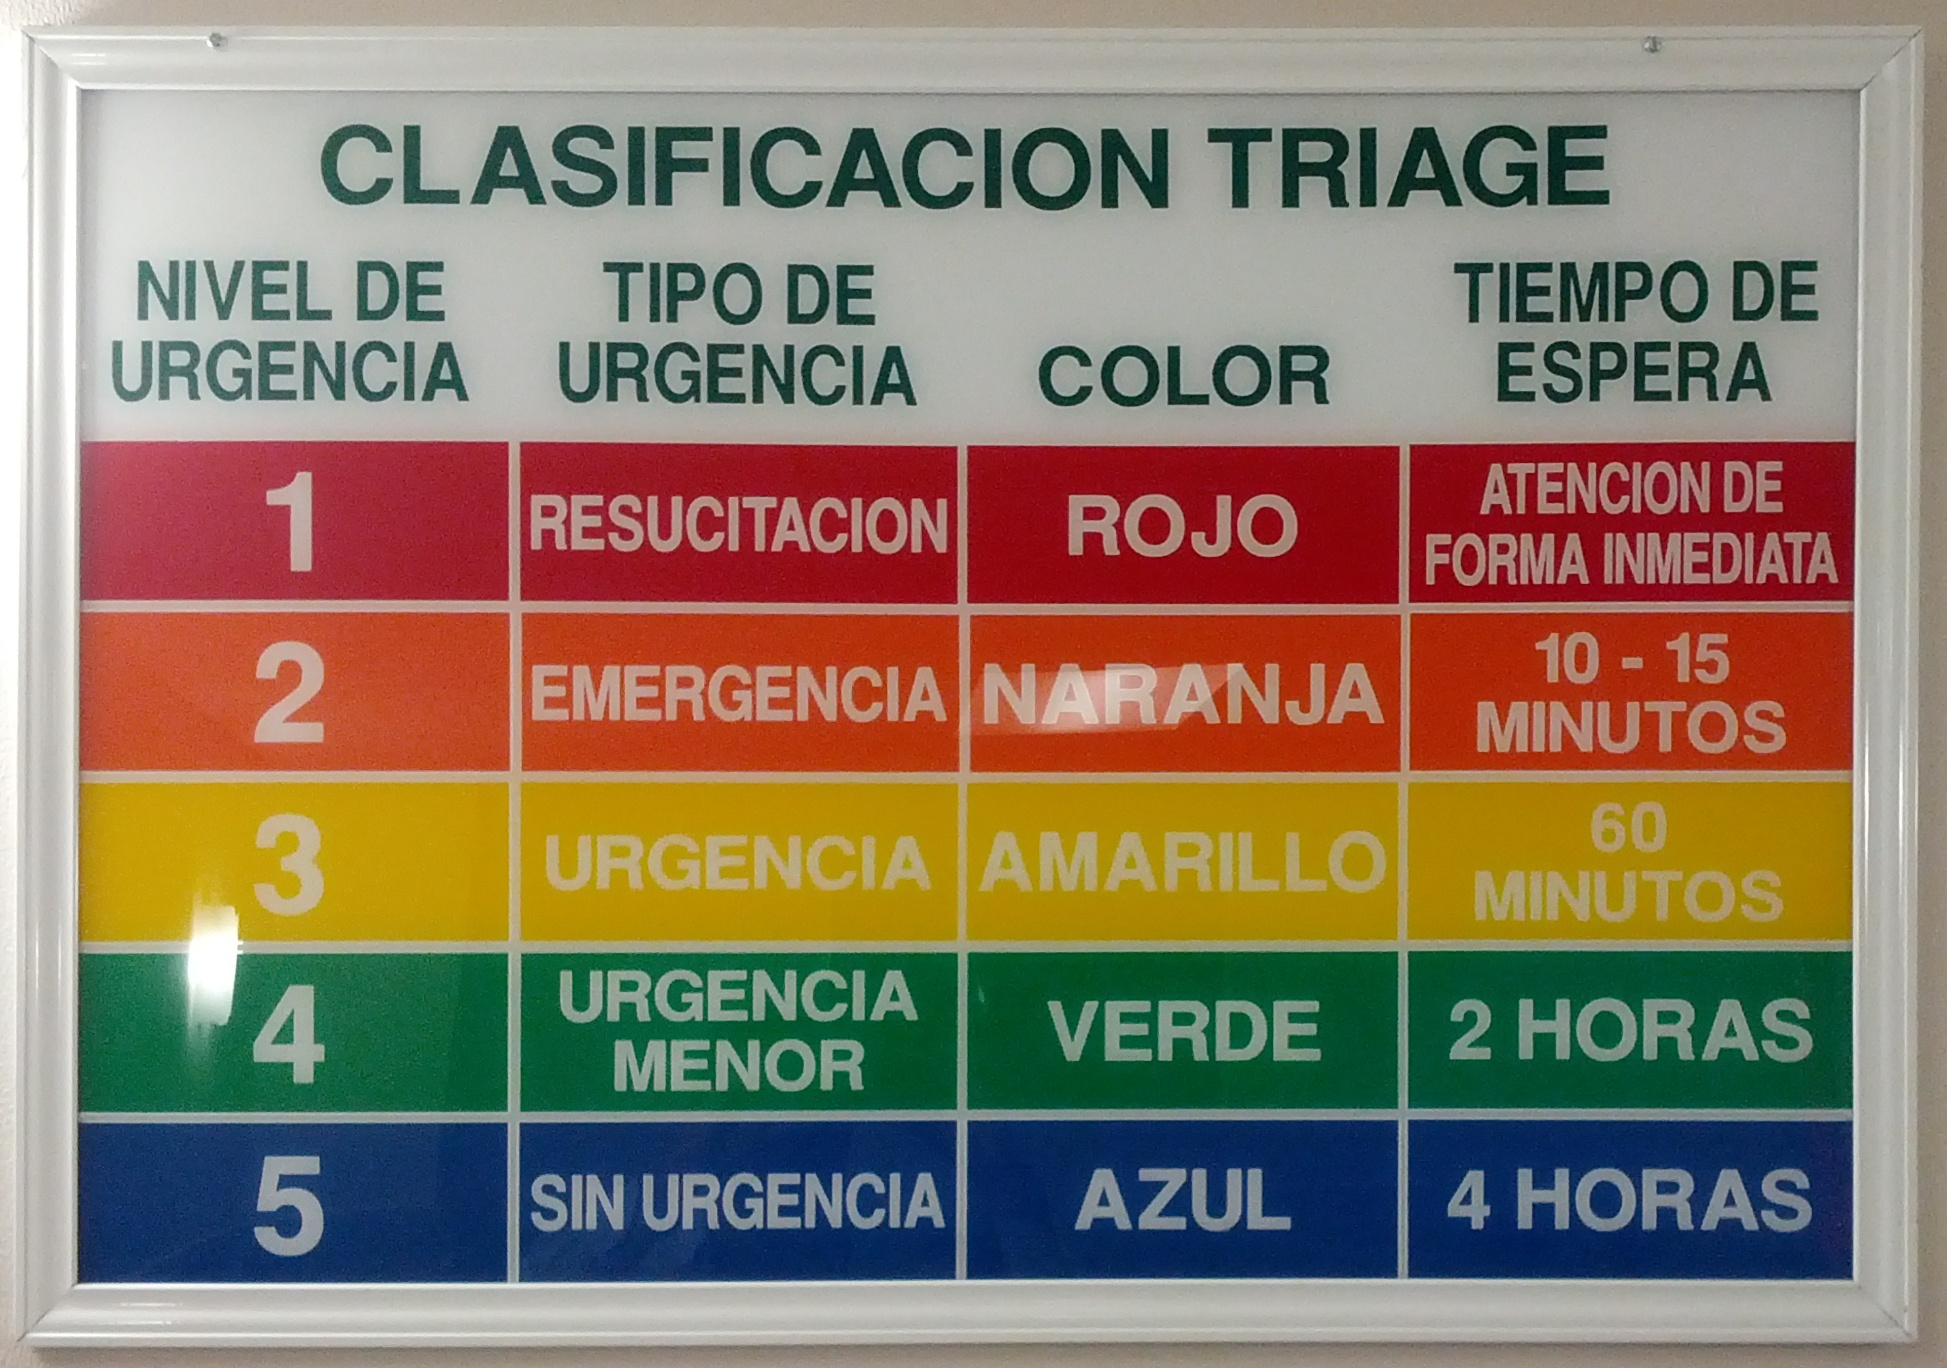 CLASIFICACION TRIAGE
NIVEL DE
URGENCIA
TIPO DE
URGENCIA
COLOR
TIEMPO DE
ESPERA
1
RESUCITACION
ROJO
ATENCION DE
FORMA INMEDIATA
2
EMERGENCIA
NARANJA
10 - 15
MINUTOS
3
URGENCIA
AMARILLO
60
MINUTOS
4
URGENCIA
MENOR
VERDE
2 HORAS
5
SIN URGENCIA
AZUL
4 HORAS